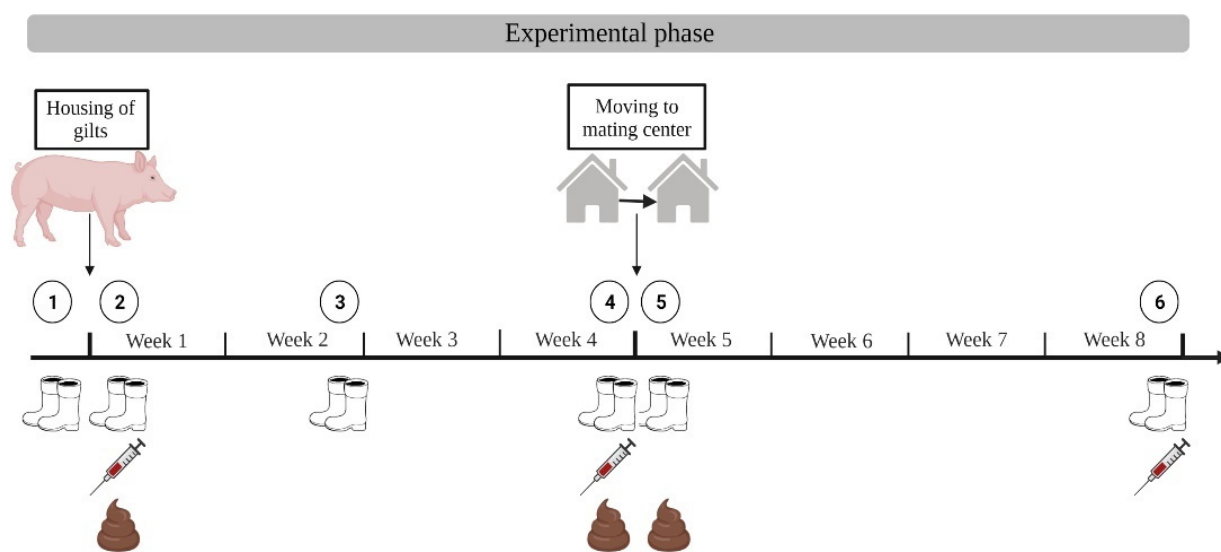 Experimental phase
Housing of
gilts
Moving to
mating center
1 2 3 4 5 6
Week 1 Week 2 Week 3 Week 4 Week 5 Week 6 Week 7 Week 8